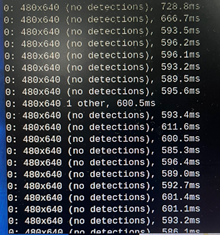 0: 480x640 (no detections), 728.8ms
0: 480x640 (no detections), 666.7ms
0: 480x640 (no detections), 593.5ms
0: 480x640 (no detections), 595.2ms
0: 480x640 (no detections), 596.1ms
0: 480x640 (no detections), 593.2ms
0: 480x640 (no detections), 589.5ms
0: 480x640 (no detections), 595.6ms
0: 480x640 1 other, 600.5ms
0: 480x640 (no detections), 593.4ms
0: 480x640 (no detections), 611.6ms
0: 480x640 (no detections), 600.5ms
0: 480x640 (no detections), 585.3ms
0: 480x640 (no detections), 596.4ms
0: 480x640 (no detections), 589.0ms
0: 480x640 (no detections), 592.7ms
0: 480x640 (no detections), 601.4ms
0: 480x640 (no detections), 601.1ms
0: 480x640 (no detections), 593.2ms
0: 480x640 (no detections), 586.1ms